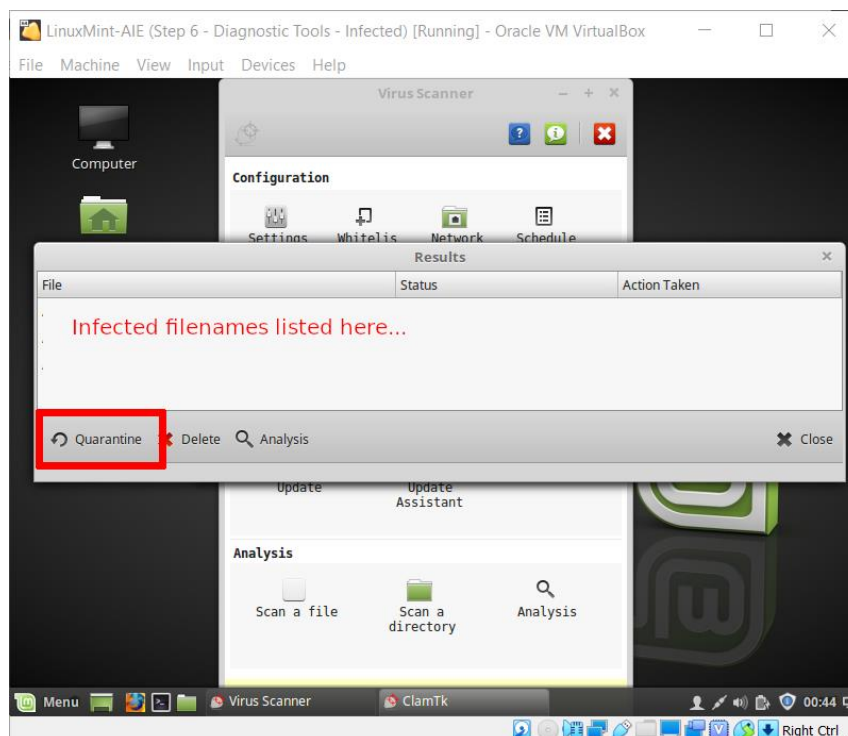 LinuxMint-AIE (Step 6 - Diagnostic Tools - Infected) [Running] - Oracle VM VirtualBox
File Machine View Input Devices Help
Virus Scanner
Computer
Configuration
Settings Whitelis Network Schedule
Results
File Status Action Taken
Infected filenames listed here...
Quarantine Delete Analysis Close
Update Update
Assistant
Analysis
Scan a file Scan a Analysis
directory
Menu Virus Scanner ClamTk 00:44
Right Ctrl